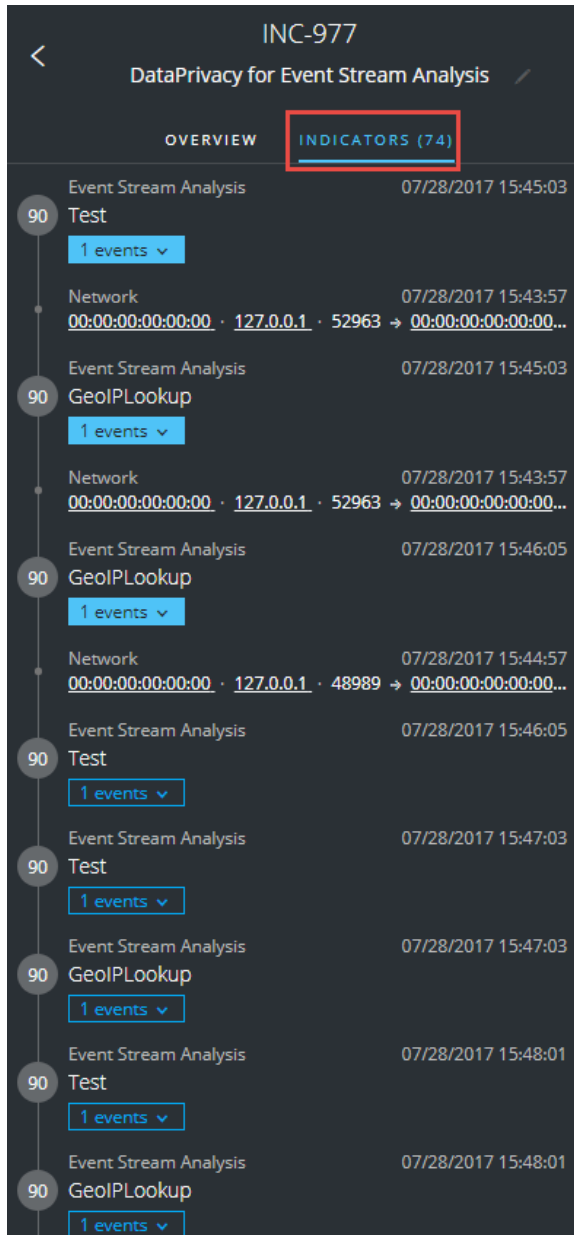 INC-977
DataPrivacy for Event Stream Analysis
OVERVIEW INDICATORS (74)
Event Stream Analysis 07/28/2017 15:45:03
90 Test
1 events
Network 07/28/2017 15:43:57
00:00:00:00:00:00 · 127.0.0.1 · 52963 → 00:00:00:00:00:00...
Event Stream Analysis 07/28/2017 15:45:03
90 GeoIPLookup
1 events
Network 07/28/2017 15:43:57
00:00:00:00:00:00 · 127.0.0.1 · 52963 → 00:00:00:00:00:00...
Event Stream Analysis 07/28/2017 15:46:05
90 GeoIPLookup
1 events
Network 07/28/2017 15:44:57
00:00:00:00:00:00 · 127.0.0.1 · 48989 → 00:00:00:00:00:00...
Event Stream Analysis 07/28/2017 15:46:05
90 Test
1 events
Event Stream Analysis 07/28/2017 15:47:03
90 Test
1 events
Event Stream Analysis 07/28/2017 15:47:03
90 GeoIPLookup
1 events
Event Stream Analysis 07/28/2017 15:48:01
90 Test
1 events
Event Stream Analysis 07/28/2017 15:48:01
90 GeoIPLookup
1 events